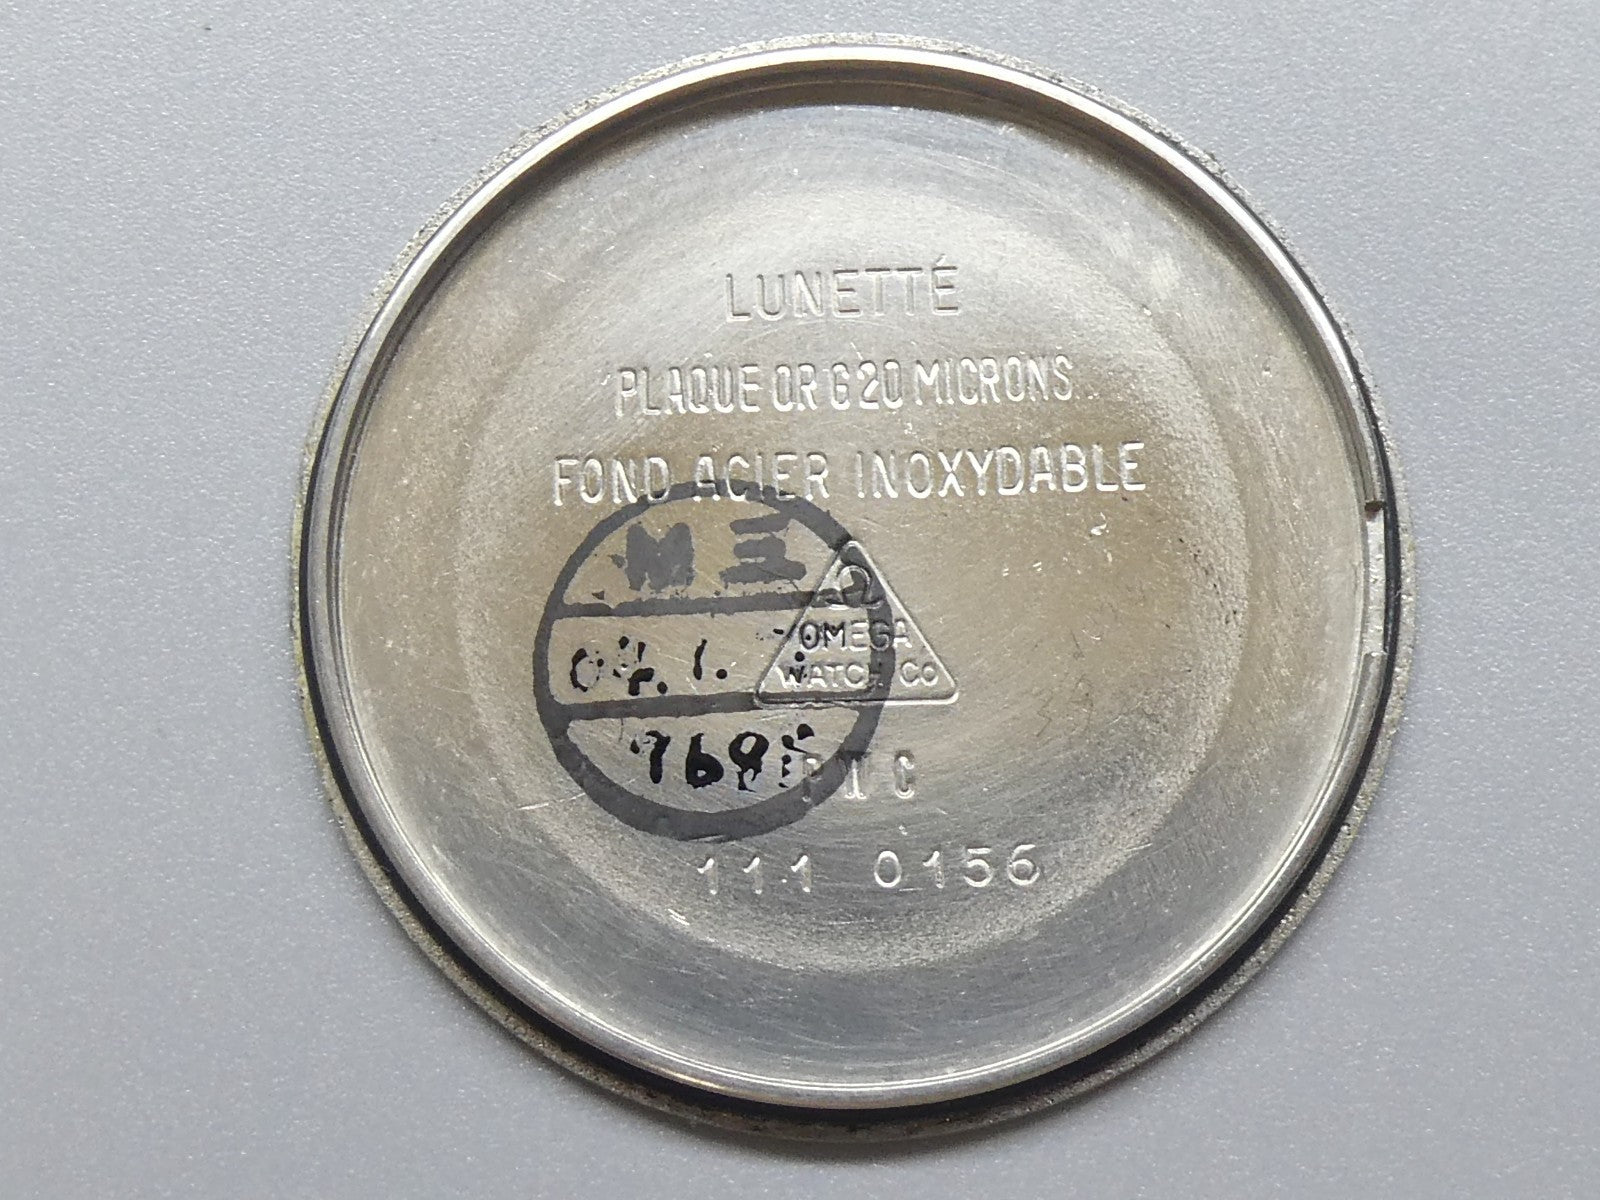 LUNETTÉ
PLAQUE OR G 20 MICRONS
FOND ACIER INOXYDABLE
Ω
OMEGA
WATCH CO
111 0156